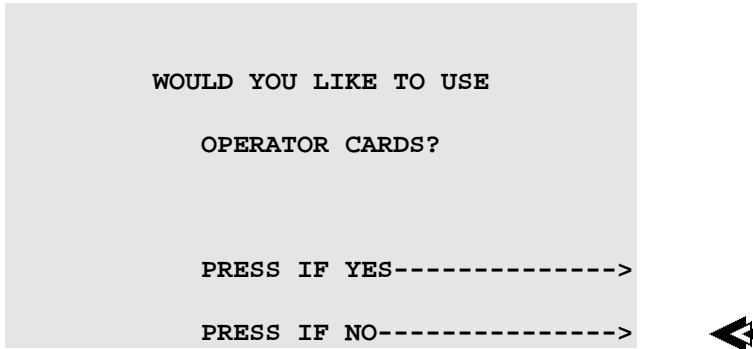 WOULD YOU LIKE TO USE
OPERATOR CARDS?
PRESS IF YES-------------->
PRESS IF NO--------------->